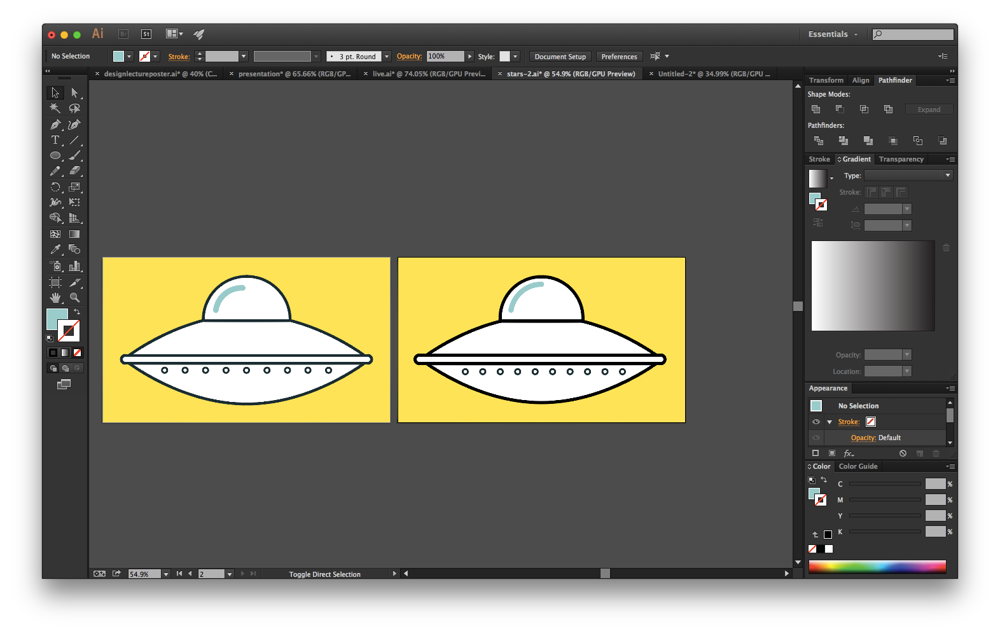 Ai Br St Essentials
No Selection Stroke: 3 pt. Round Opacity: 100% Style: Document Setup Preferences
× designlectureposter.ai* @ 40% (C... × presentation* @ 65.66% (RGB/GP... × live.ai* @ 74.05% (RGB/GPU Previ... × stars-2.ai* @ 54.9% (RGB/GPU Preview) × Untitled-2* @ 34.99% (RGB/GPU ...
Transform Align Pathfinder
Shape Modes:
Expand
Pathfinders:
Stroke Gradient Transparency
Type:
Stroke:
Opacity:
Location:
Appearance
No Selection
Stroke:
Opacity: Default
fx
Color Color Guide
C %
M %
Y %
K %
T
54.9% 2 Toggle Direct Selection